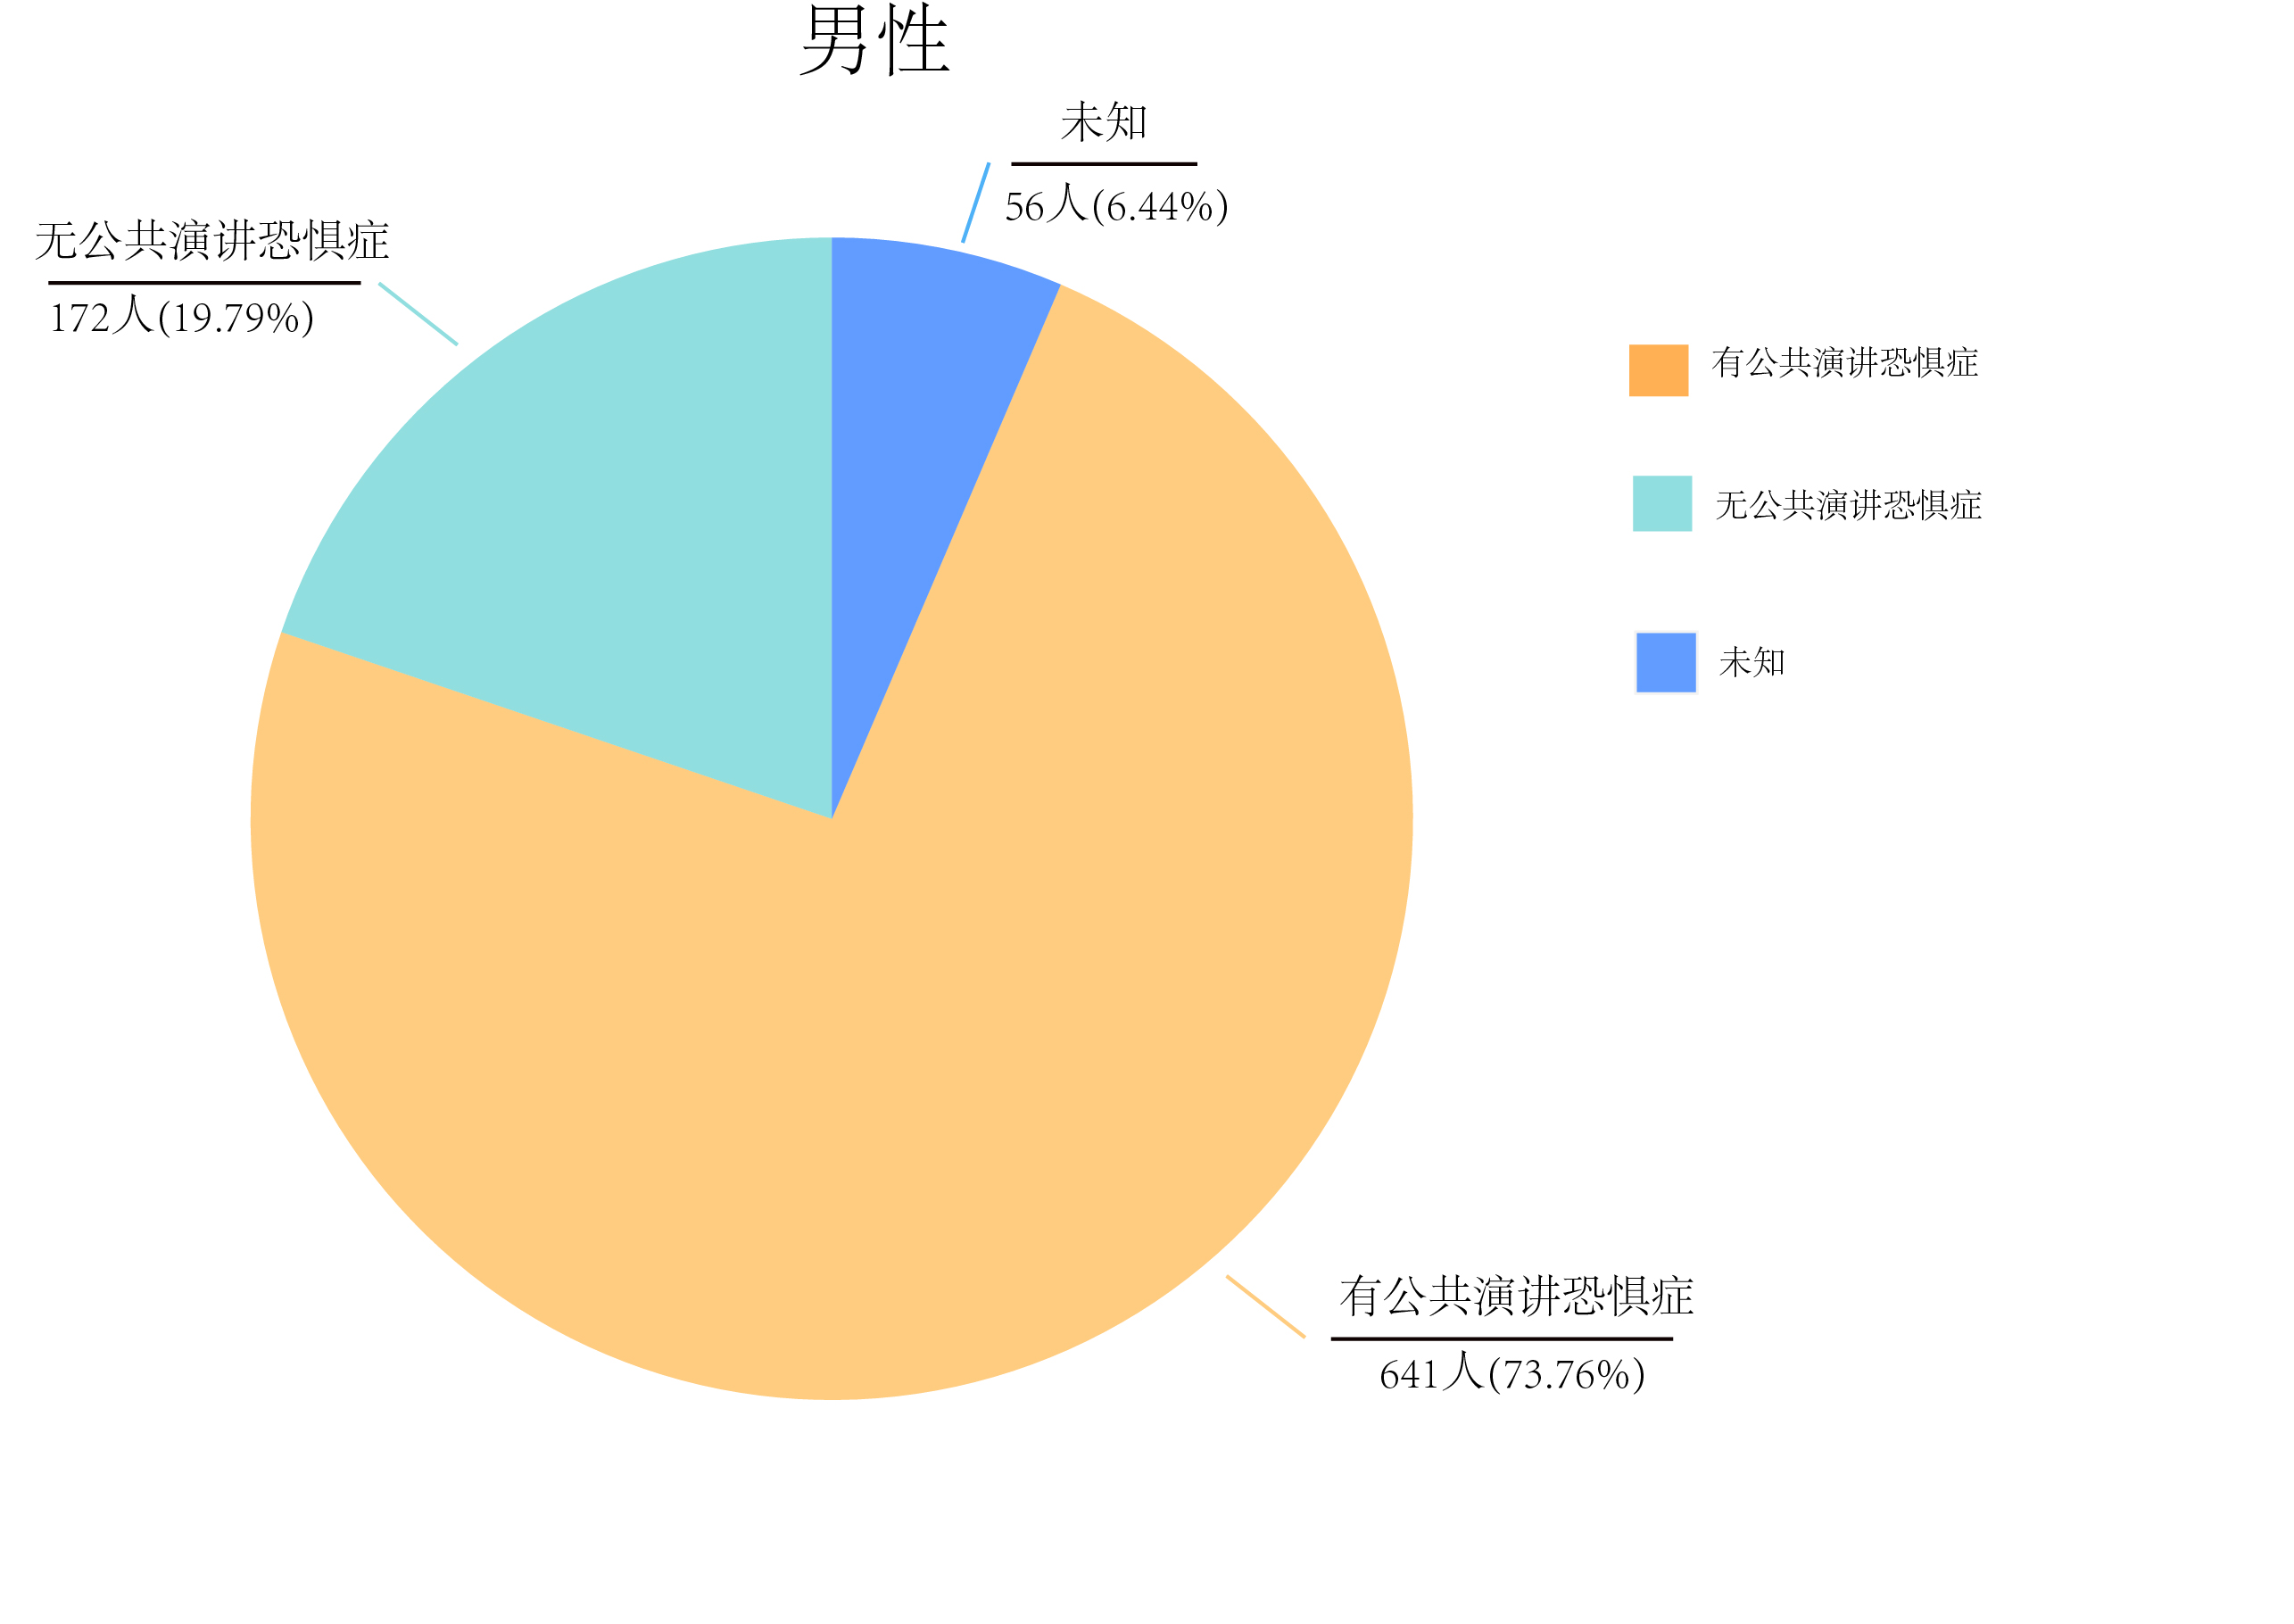 男性
未知
56人(6.44%)
无公共演讲恐惧症
172人(19.79%)
有公共演讲恐惧症
无公共演讲恐惧症
未知
有公共演讲恐惧症
641人(73.76%)